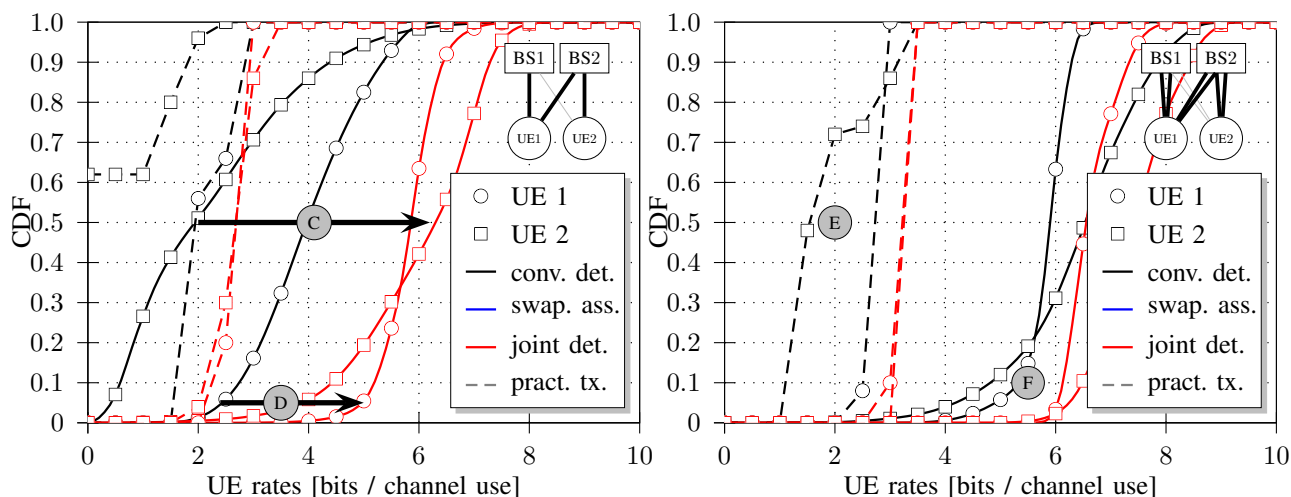 CDF
1.0
0.9
0.8
0.7
0.6
0.5
0.4
0.3
0.2
0.1
0
0 2 4 6 8 10
UE rates [bits / channel use]
BS1 BS2
UE1 UE2
C
D
UE 1
UE 2
conv. det.
swap. ass.
joint det.
pract. tx.
CDF
1.0
0.9
0.8
0.7
0.6
0.5
0.4
0.3
0.2
0.1
0
0 2 4 6 8 10
UE rates [bits / channel use]
BS1 BS2
UE1 UE2
E
F
UE 1
UE 2
conv. det.
swap. ass.
joint det.
pract. tx.